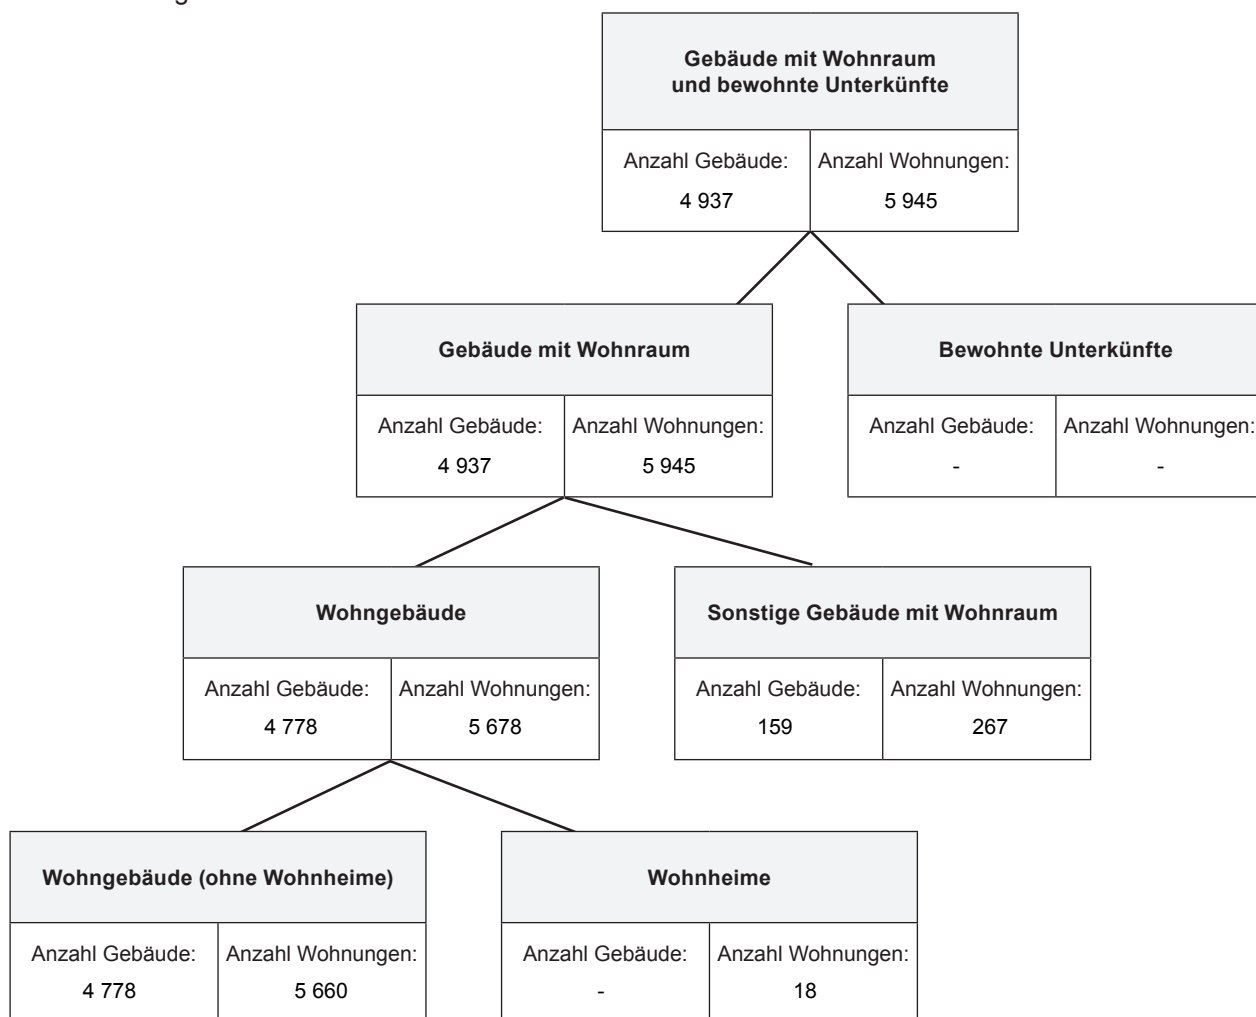 Gebäude mit Wohnraum
und bewohnte Unterkünfte
Anzahl Gebäude: Anzahl Wohnungen:
4 937 5 945
Gebäude mit Wohnraum
Bewohnte Unterkünfte
Anzahl Gebäude: Anzahl Wohnungen:
4 937 5 945
Anzahl Gebäude: Anzahl Wohnungen:
- -
Wohngebäude
Sonstige Gebäude mit Wohnraum
Anzahl Gebäude: Anzahl Wohnungen:
4 778 5 678
Anzahl Gebäude: Anzahl Wohnungen:
159 267
Wohngebäude (ohne Wohnheime)
Wohnheime
Anzahl Gebäude: Anzahl Wohnungen:
4 778 5 660
Anzahl Gebäude: Anzahl Wohnungen:
- 18